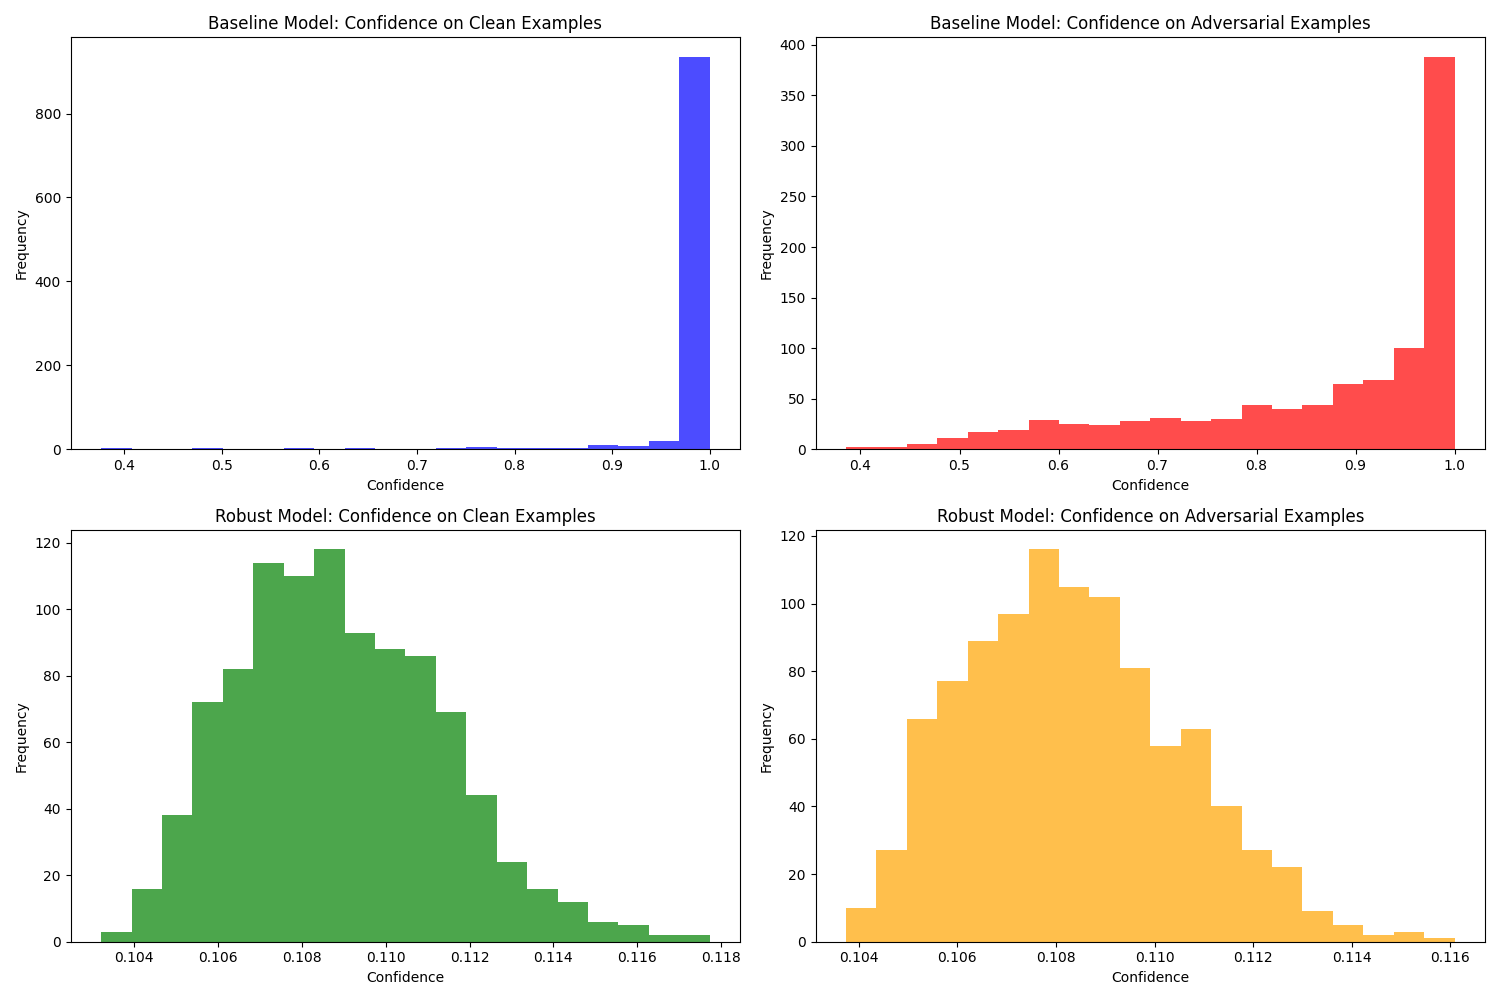 Baseline Model: Confidence on Clean Examples
Frequency
800
600
400
200
0
0.4 0.5 0.6 0.7 0.8 0.9 1.0
Confidence
Baseline Model: Confidence on Adversarial Examples
Frequency
400
350
300
250
200
150
100
50
0
0.4 0.5 0.6 0.7 0.8 0.9 1.0
Confidence
Robust Model: Confidence on Clean Examples
Frequency
120
100
80
60
40
20
0
0.104 0.106 0.108 0.110 0.112 0.114 0.116 0.118
Confidence
Robust Model: Confidence on Adversarial Examples
Frequency
120
100
80
60
40
20
0
0.104 0.106 0.108 0.110 0.112 0.114 0.116
Confidence